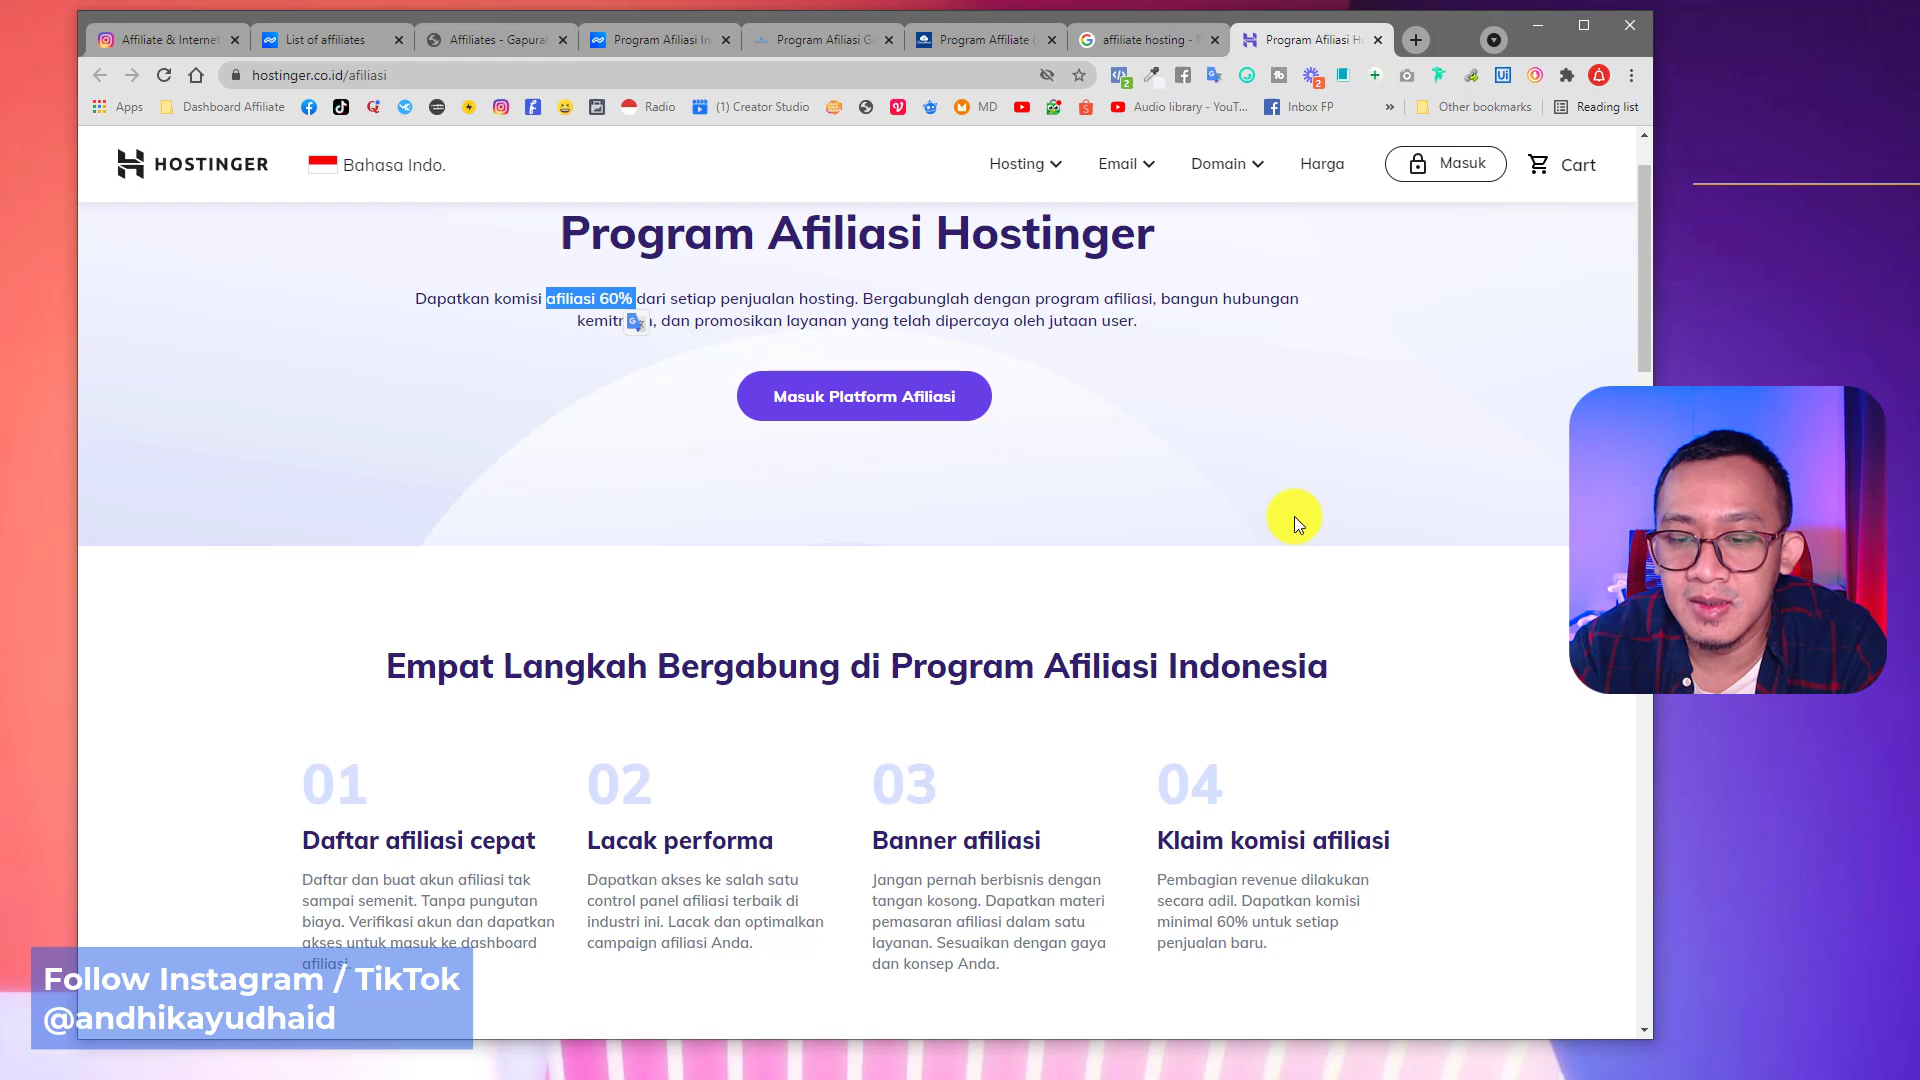 Affiliate & Internet
List of affiliates
Affiliates - Gapural
Program Afiliasi In
Program Afiliasi G
Program Affiliate (
affiliate hosting - P
Program Afiliasi Ho
hostinger.co.id/afiliasi
Apps
Dashboard Affiliate
Radio
(1) Creator Studio
MD
Audio library - YouT...
Inbox FP
»
Other bookmarks
Reading list
HOSTINGER
Bahasa Indo.
Hosting
Email
Domain
Harga
Masuk
Cart
Program Afiliasi Hostinger
Dapatkan komisi afiliasi 60% dari setiap penjualan hosting. Bergabunglah dengan program afiliasi, bangun hubungan
kemitr n, dan promosikan layanan yang telah dipercaya oleh jutaan user.
Masuk Platform Afiliasi
Empat Langkah Bergabung di Program Afiliasi Indonesia
01
Daftar afiliasi cepat
Daftar dan buat akun afiliasi tak
sampai semenit. Tanpa pungutan
biaya. Verifikasi akun dan dapatkan
akses untuk masuk ke dashboard
afiliasi.
02
Lacak performa
Dapatkan akses ke salah satu
control panel afiliasi terbaik di
industri ini. Lacak dan optimalkan
campaign afiliasi Anda.
03
Banner afiliasi
Jangan pernah berbisnis dengan
tangan kosong. Dapatkan materi
pemasaran afiliasi dalam satu
layanan. Sesuaikan dengan gaya
dan konsep Anda.
04
Klaim komisi afiliasi
Pembagian revenue dilakukan
secara adil. Dapatkan komisi
minimal 60% untuk setiap
penjualan baru.
Follow Instagram / TikTok
@andhikayudhaid